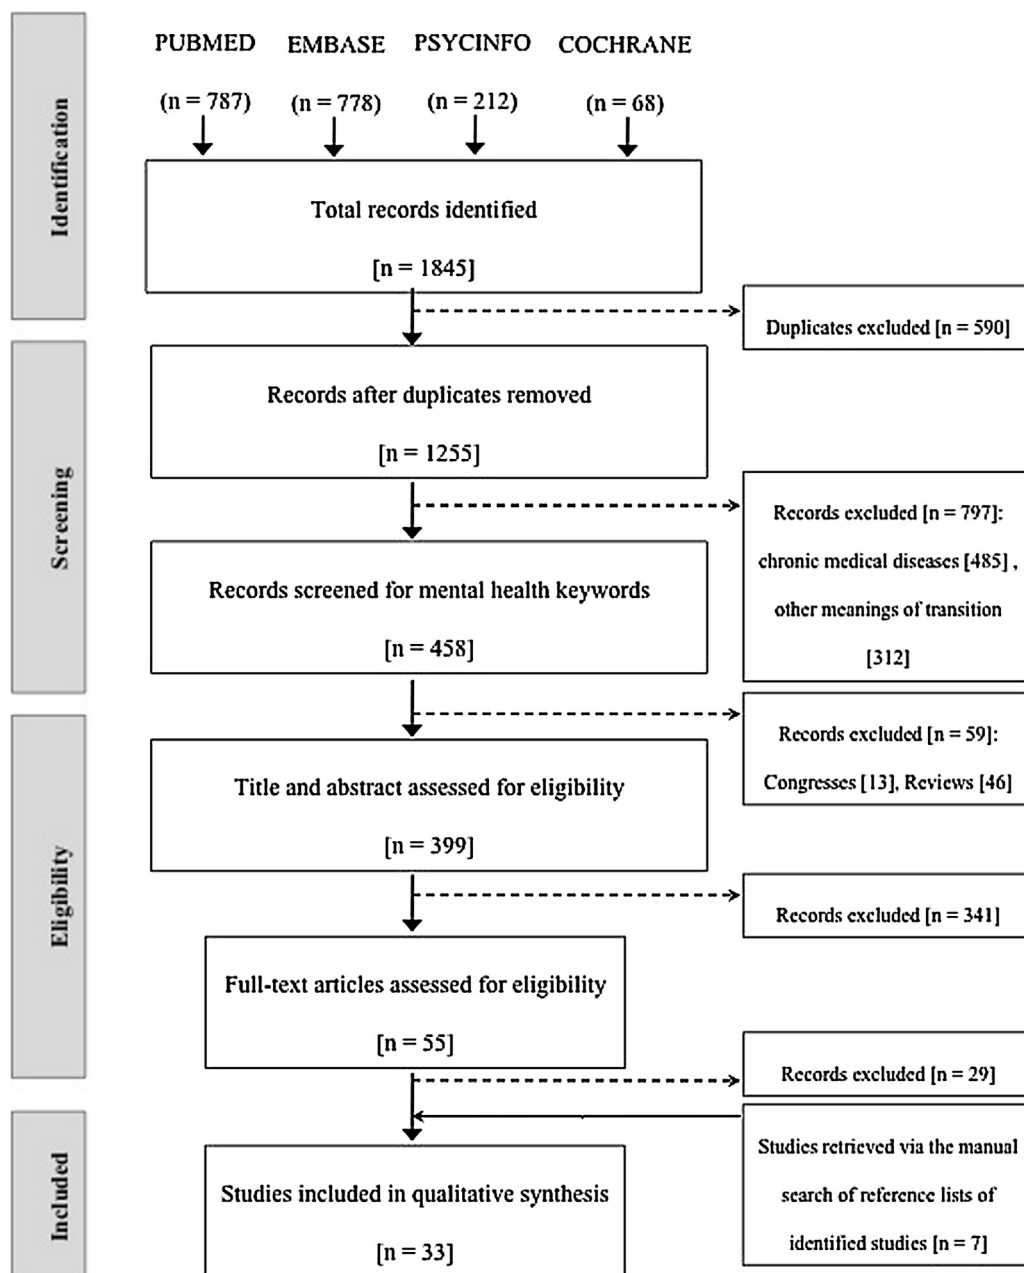 Identification
PUBMED EMBASE PSYCINFO COCHRANE
(n = 787) (n = 778) (n = 212) (n = 68)
Total records identified
[n = 1845]
Duplicates excluded [n = 590]
Screening
Records after duplicates removed
[n = 1255]
Records excluded [n = 797]:
chronic medical diseases [485] ,
other meanings of transition
[312]
Records screened for mental health keywords
[n = 458]
Records excluded [n = 59]:
Congresses [13], Reviews [46]
Eligibility
Title and abstract assessed for eligibility
[n = 399]
Records excluded [n = 341]
Full-text articles assessed for eligibility
[n = 55]
Records excluded [n = 29]
Included
Studies retrieved via the manual
search of reference lists of
identified studies [n = 7]
Studies included in qualitative synthesis
[n = 33]